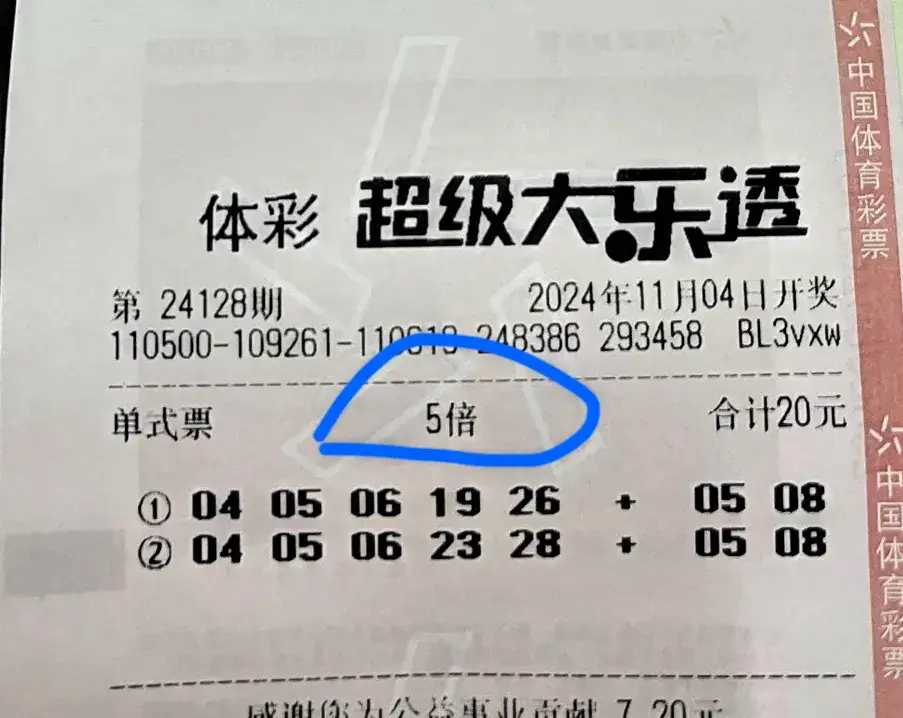 体彩 超级大乐透
第 24128期 2024年11月04日开奖
110500-109261-110613 248386 293458 BL3vxw
单式票 5倍 合计20元
① 04 05 06 19 26 + 05 08
② 04 05 06 23 28 + 05 08
感谢您为公益事业贡献 7.20元
中国体育彩票
中国体育彩票